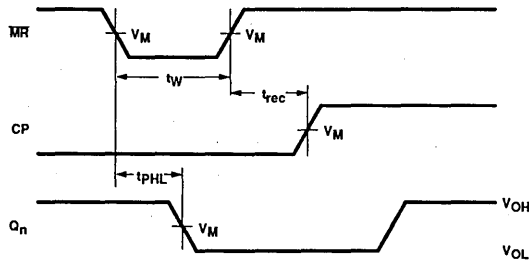 MR VM VM
tW
trec
CP VM
tPHL
Qn VM VOH
VOL